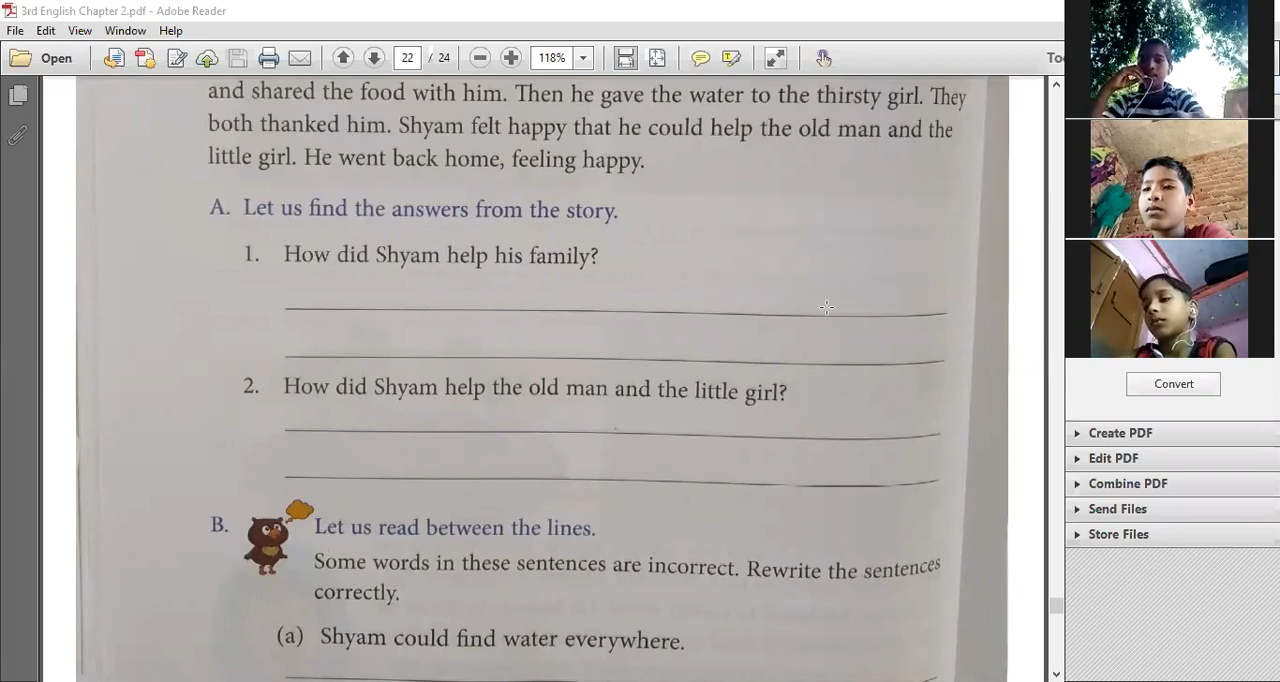 3rd English Chapter 2.pdf - Adobe Reader
File Edit View Window Help
Open 22 / 24 118% To
and shared the food with him. Then he gave the water to the thirsty girl. They
both thanked him. Shyam felt happy that he could help the old man and the
little girl. He went back home, feeling happy.
A. Let us find the answers from the story.
1. How did Shyam help his family?
2. How did Shyam help the old man and the little girl?
B. Let us read between the lines.
Some words in these sentences are incorrect. Rewrite the sentences
correctly.
(a) Shyam could find water everywhere.
Convert
Create PDF
Edit PDF
Combine PDF
Send Files
Store Files